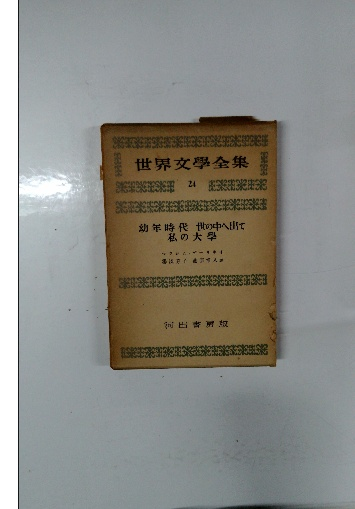 世界文學全集
24
幼年時代 世の中へ出て
私の大學
河出書房版